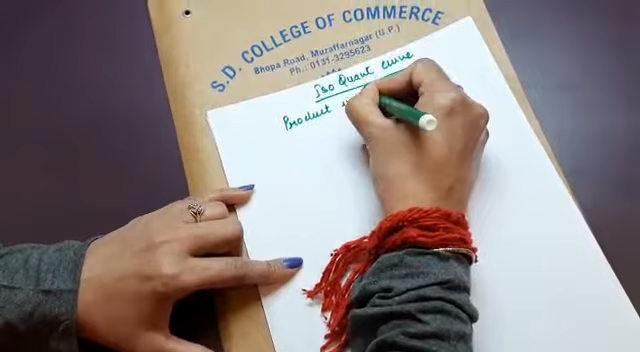 S.D. COLLEGE OF COMMERCE
Bhopa Road, Muzaffarnagar (U.P.)
Ph.: 0131-3295623
Iso Quant curve
Product